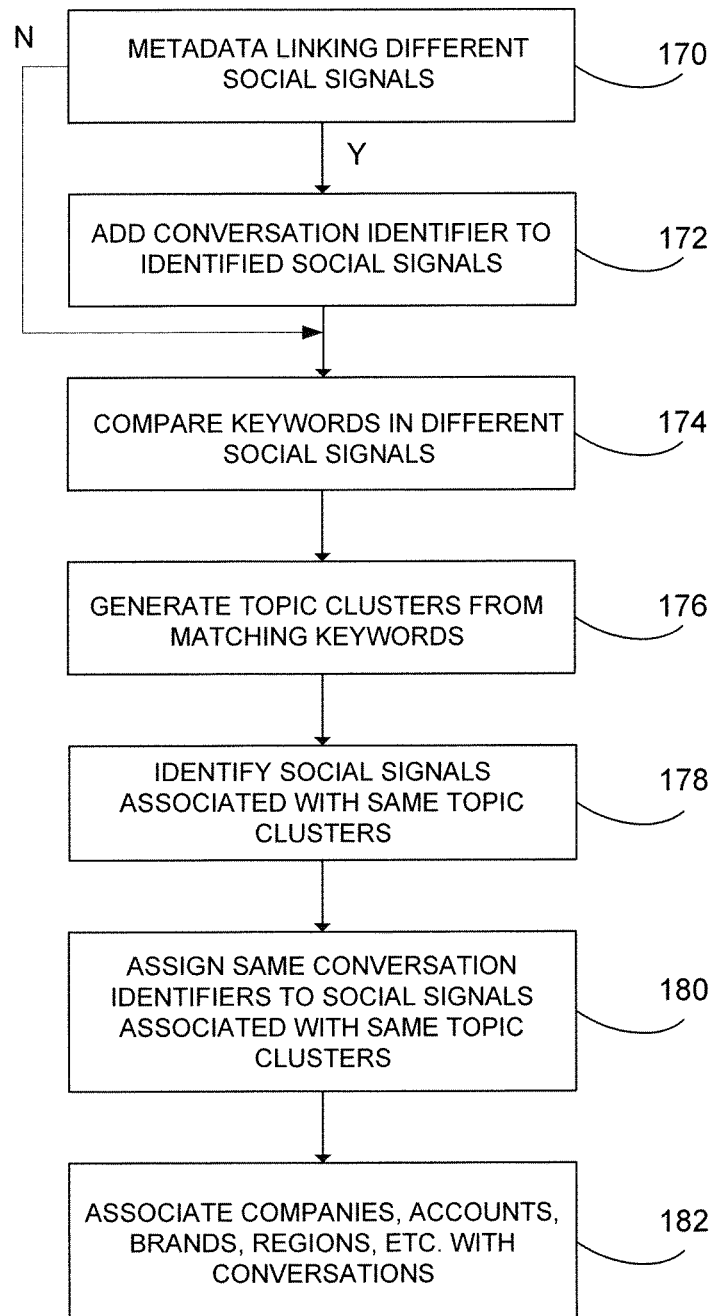 N
METADATA LINKING DIFFERENT
SOCIAL SIGNALS
170
Y
ADD CONVERSATION IDENTIFIER TO
IDENTIFIED SOCIAL SIGNALS
172
COMPARE KEYWORDS IN DIFFERENT
SOCIAL SIGNALS
174
GENERATE TOPIC CLUSTERS FROM
MATCHING KEYWORDS
176
IDENTIFY SOCIAL SIGNALS
ASSOCIATED WITH SAME TOPIC
CLUSTERS
178
ASSIGN SAME CONVERSATION
IDENTIFIERS TO SOCIAL SIGNALS
ASSOCIATED WITH SAME TOPIC
CLUSTERS
180
ASSOCIATE COMPANIES, ACCOUNTS,
BRANDS, REGIONS, ETC. WITH
CONVERSATIONS
182